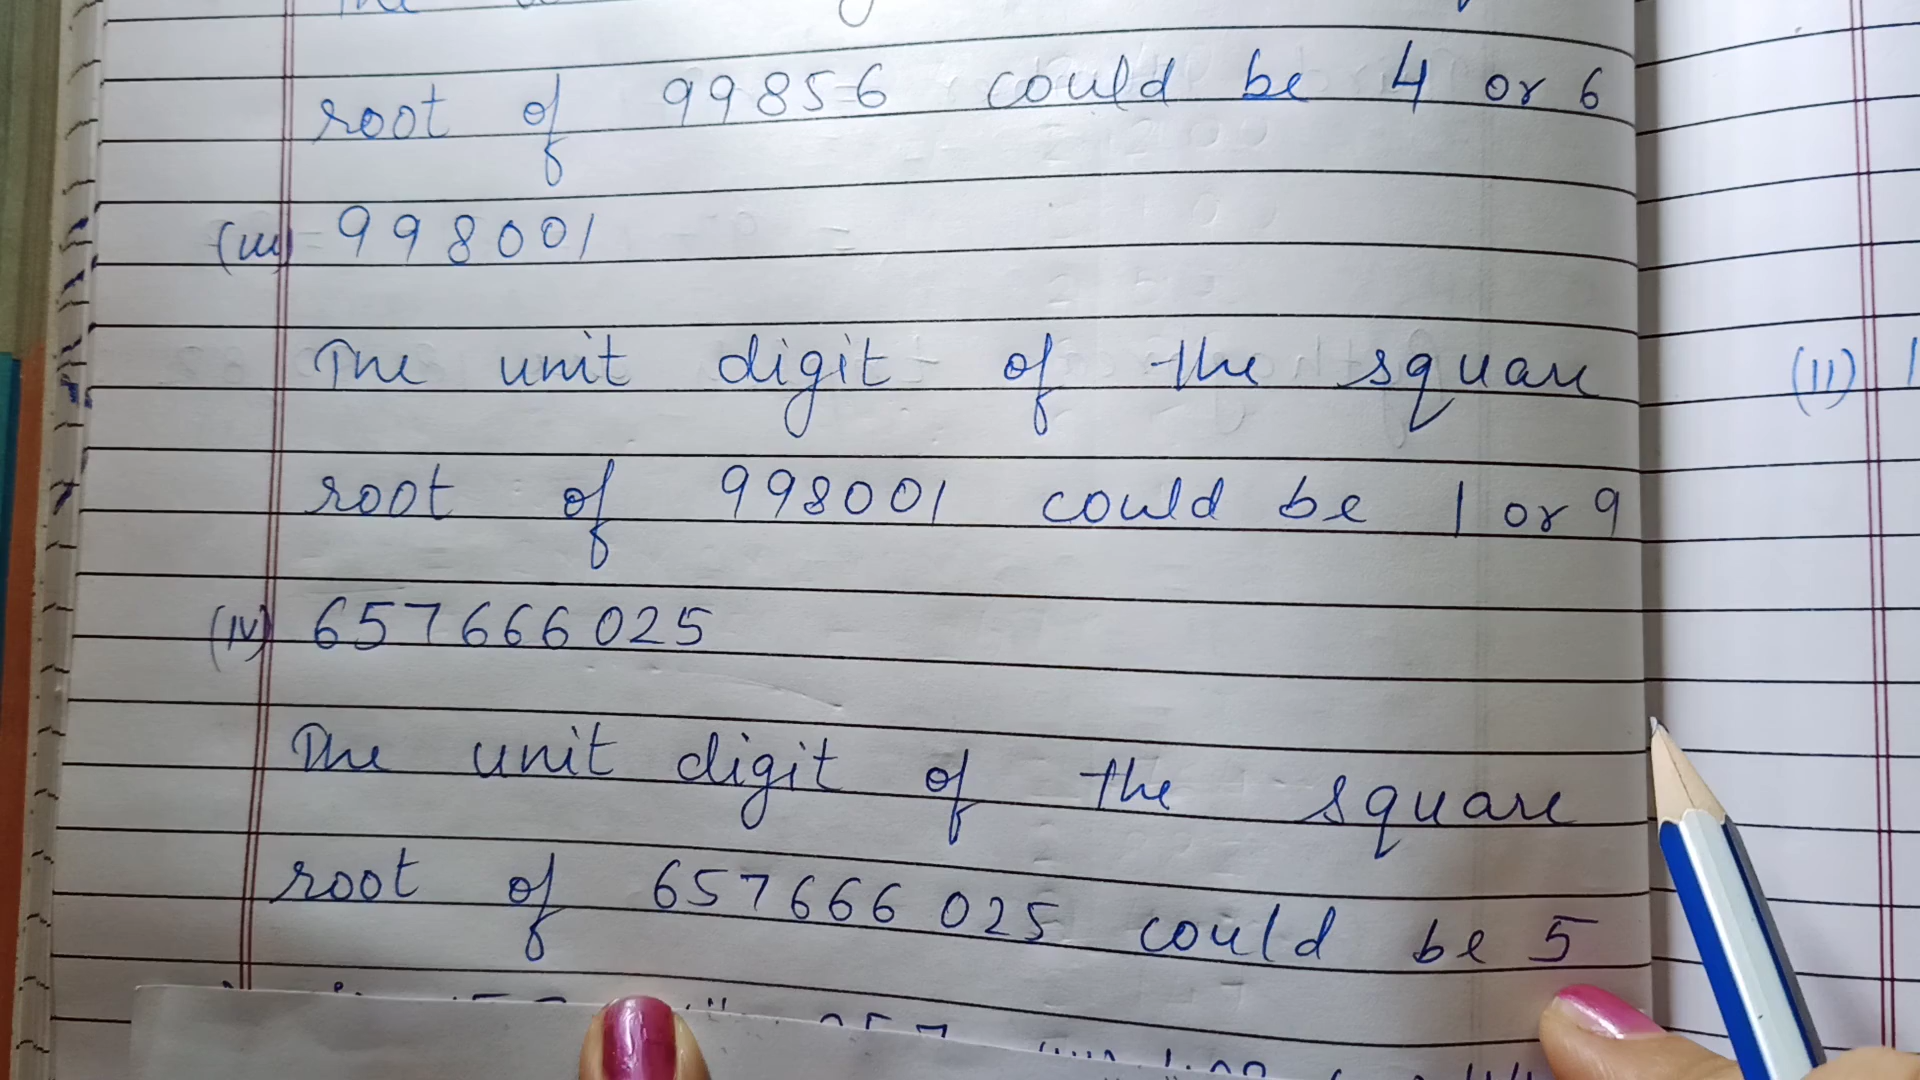 root of 99856 could be 4 or 6
(iii) 998001
The unit digit of the square
root of 998001 could be 1 or 9
(iv) 657666025
The unit digit of the square
root of 657666025 could be 5
(ii)